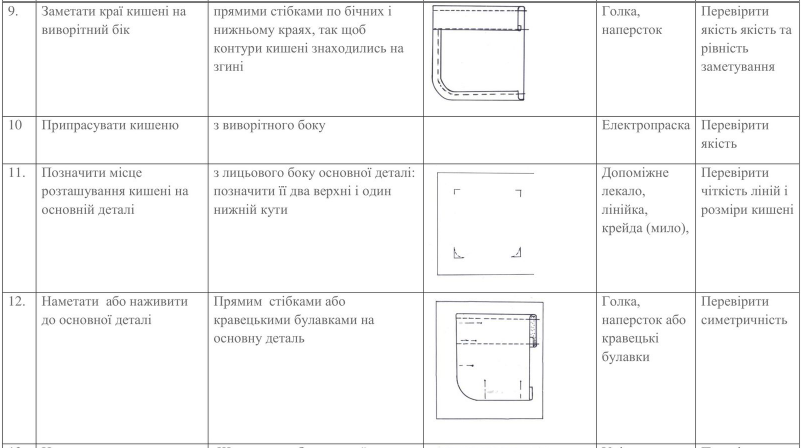 9.
Заметати краї кишені на
виворітний бік
прямими стібками по бічних і
нижньому краях, так щоб
контури кишені знаходились на
згині
Голка,
наперсток
Перевірити
якість якість та
рівність
заметування
10
Припрасувати кишеню
з виворітного боку
Електропраска
Перевірити
якість
11.
Позначити місце
розташування кишені на
основній деталі
з лицьового боку основної деталі:
позначити її два верхні і один
нижній кути
Допоміжне
лекало,
лінійка,
крейда (мило),
Перевірити
чіткість ліній і
розміри кишені
12.
Наметати або наживити
до основної деталі
Прямим стібками або
кравецькими булавками на
основну деталь
Голка,
наперсток або
кравецькі
булавки
Перевірити
симетричність